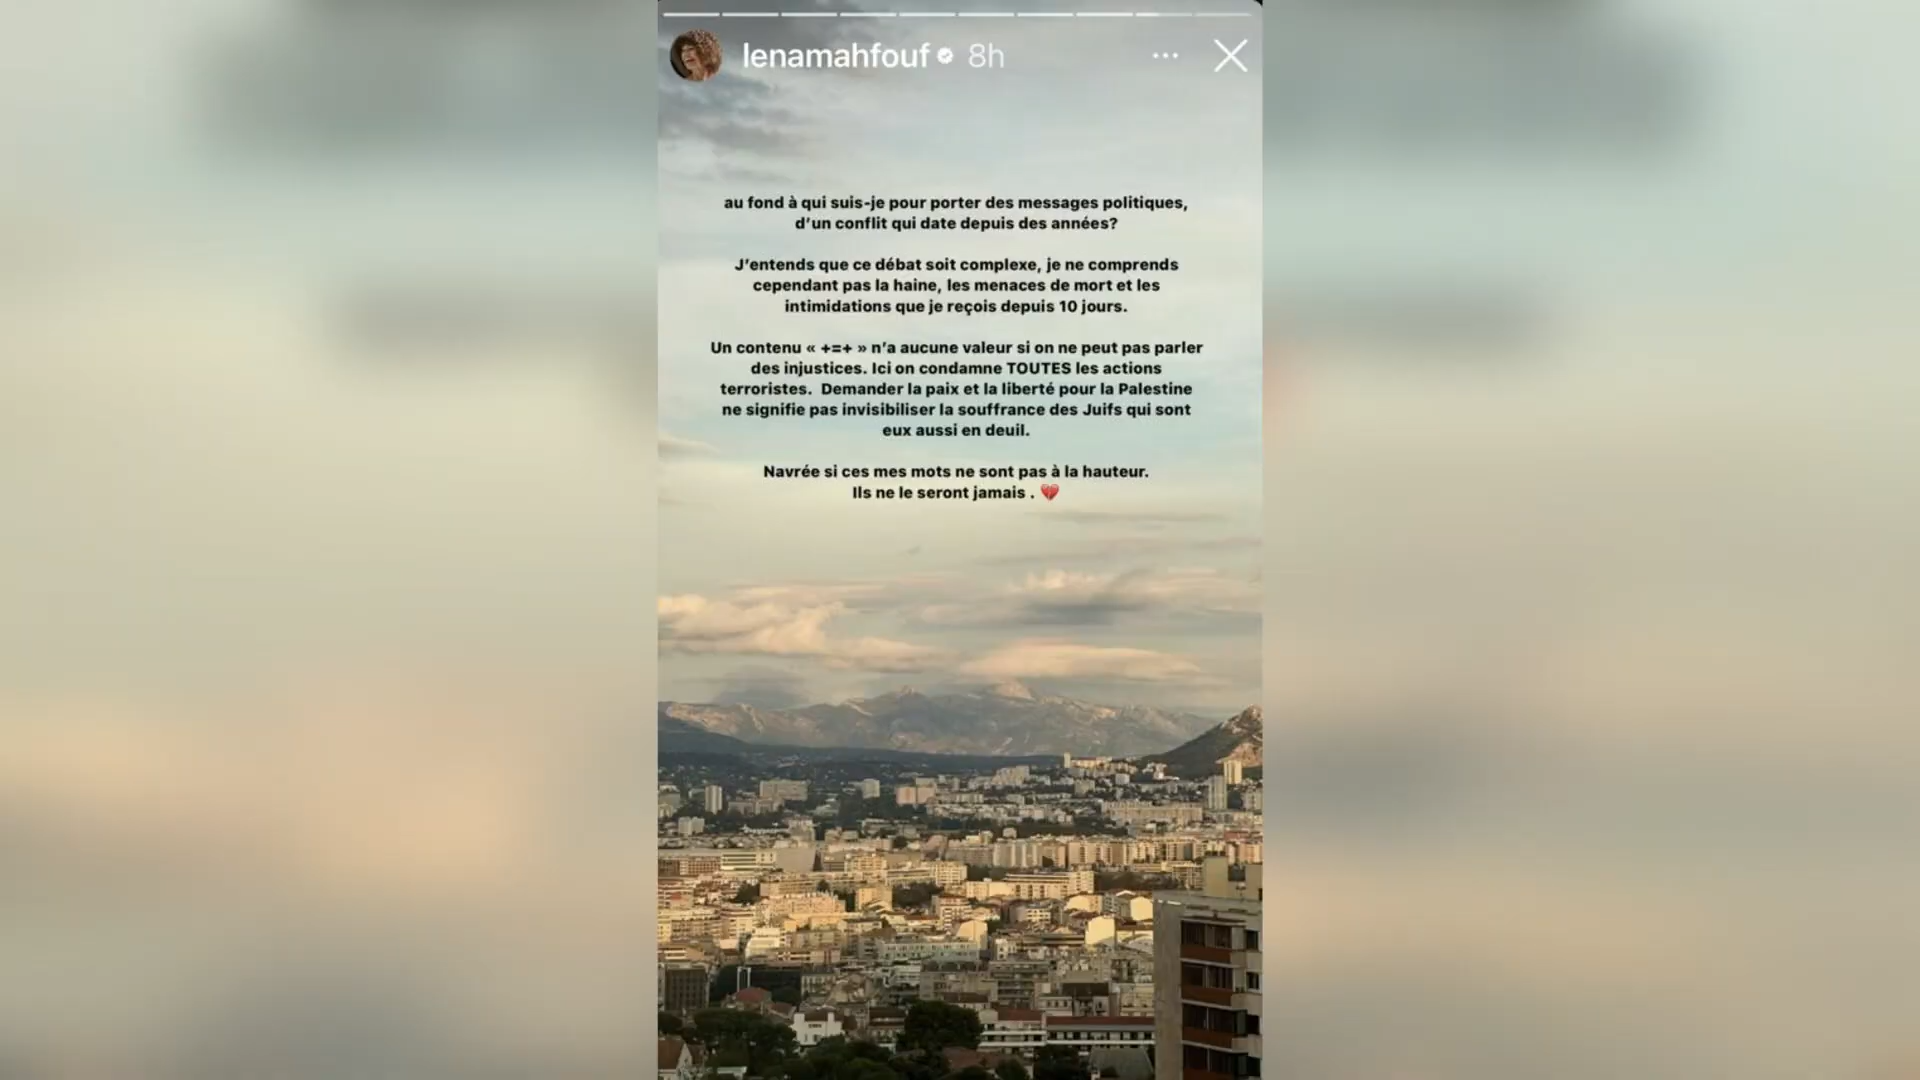 lenamahfouf 8h
au fond à qui suis-je pour porter des messages politiques,
d'un conflit qui date depuis des années?
J'entends que ce débat soit complexe, je ne comprends
cependant pas la haine, les menaces de mort et les
intimidations que je reçois depuis 10 jours.
Un contenu « +=+ » n'a aucune valeur si on ne peut pas parler
des injustices. Ici on condamne TOUTES les actions
terroristes. Demander la paix et la liberté pour la Palestine
ne signifie pas invisibiliser la souffrance des Juifs qui sont
eux aussi en deuil.
Navrée si ces mes mots ne sont pas à la hauteur.
Ils ne le seront jamais . 💔